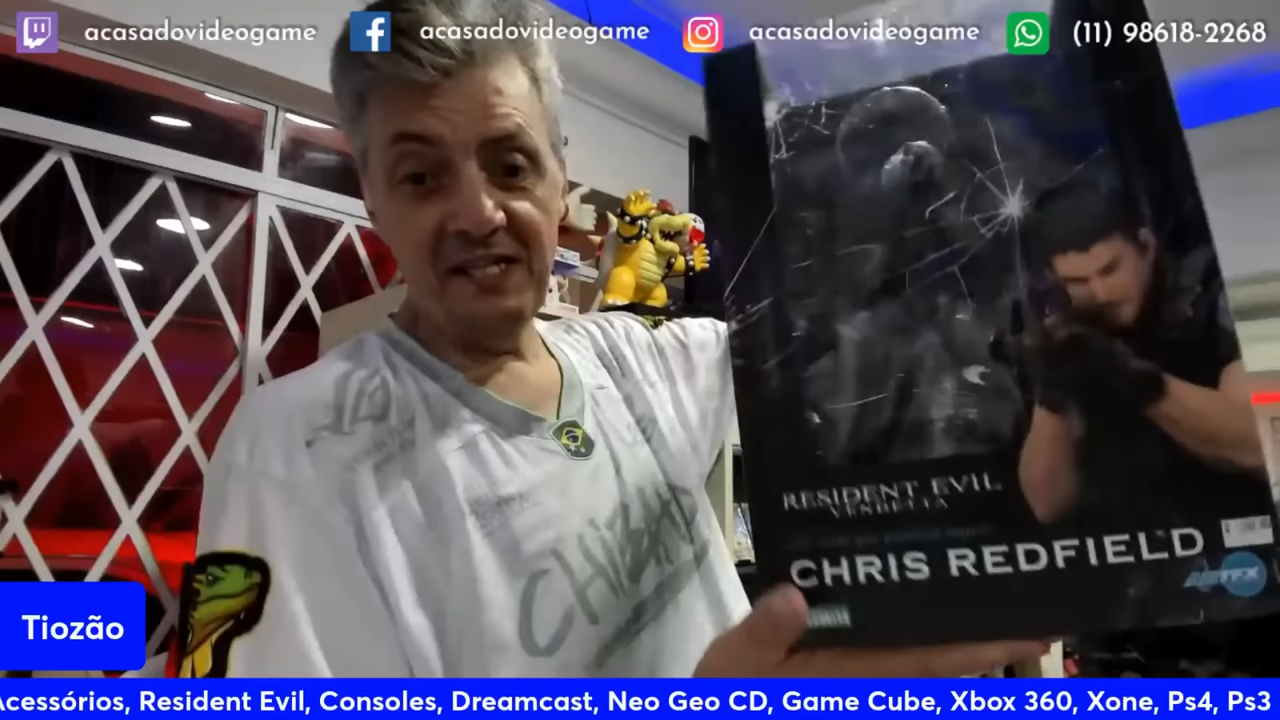 acasadovideogame
acasadovideogame
acasadovideogame
(11) 98618-2268
RESIDENT EVIL
VENDETTA
CHRIS REDFIELD
CHIBA
Tiozão
Acessórios, Resident Evil, Consoles, Dreamcast, Neo Geo CD, Game Cube, Xbox 360, Xone, Ps4, Ps3